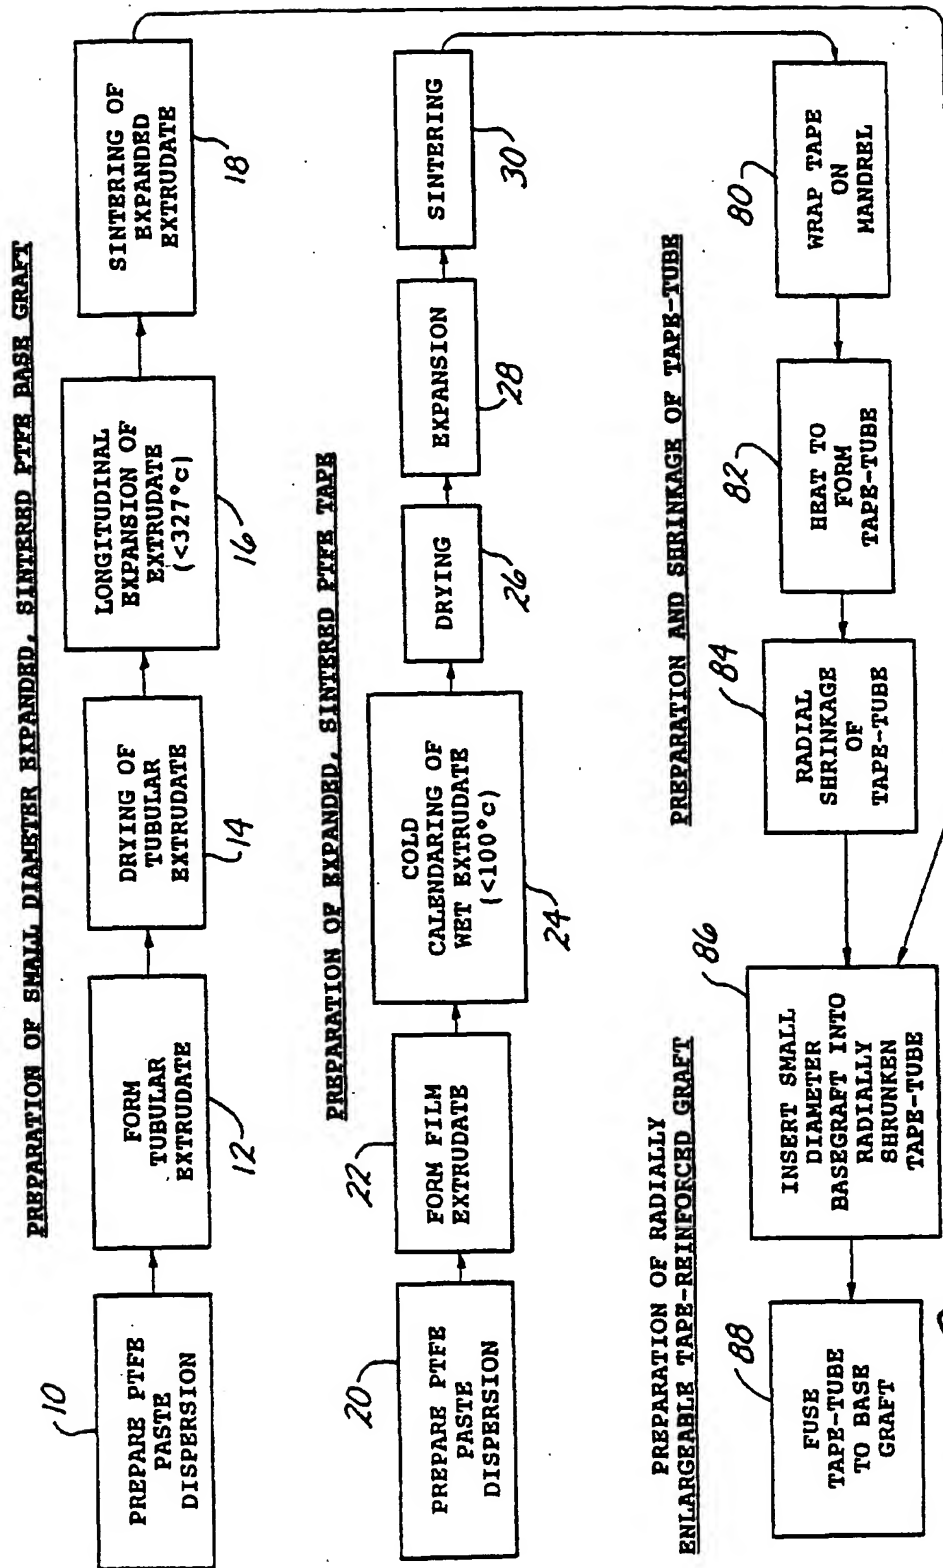 PREPARATION OF SMALL DIAMETER EXPANDED, SINTERED PTFE BASE GRAFT
10
PREPARE PTFE
PASTE
DISPERSION
FORM
TUBULAR
EXTRUDATE
12
DRYING OF
TUBULAR
EXTRUDATE
14
LONGITUDINAL
EXPANSION OF
EXTRUDATE
(<327°c)
16
SINTERING OF
EXPANDED
EXTRUDATE
18
PREPARATION OF EXPANDED, SINTERED PTFE TAPE
20
PREPARE PTFE
PASTE
DISPERSION
22
FORM FILM
EXTRUDATE
COLD
CALENDARING OF
WET EXTRUDATE
(<100°c)
24
DRYING
26
EXPANSION
28
SINTERING
30
PREPARATION AND SHRINKAGE OF TAPE-TUBE
80
WRAP TAPE
ON
MANDREL
82
HEAT TO
FORM
TAPE-TUBE
84
RADIAL
SHRINKAGE
OF
TAPE-TUBE
PREPARATION OF RADIALLY
ENLARGEABLE TAPE-REINFORCED GRAFT
86
INSERT SMALL
DIAMETER
BASEGRAFT INTO
RADIALLY
SHRUNKEN
TAPE-TUBE
88
FUSE
TAPE-TUBE
TO BASE
GRAFT